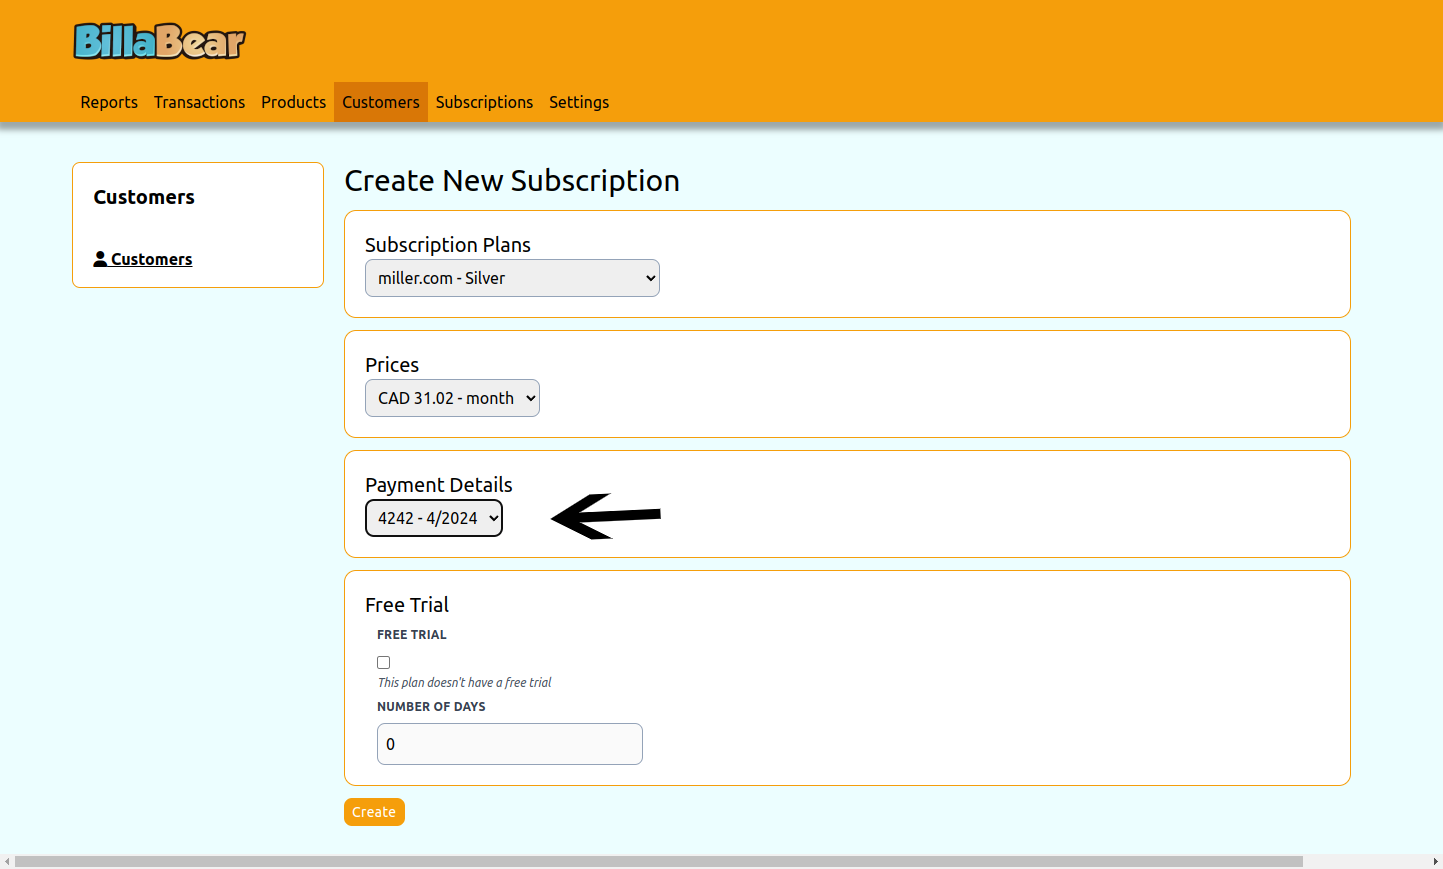 BillaBear
Reports Transactions Products Customers Subscriptions Settings
Customers
Customers
Create New Subscription
Subscription Plans
miller.com - Silver
Prices
CAD 31.02 - month
Payment Details
4242 - 4/2024
Free Trial
FREE TRIAL
This plan doesn't have a free trial
NUMBER OF DAYS
0
Create